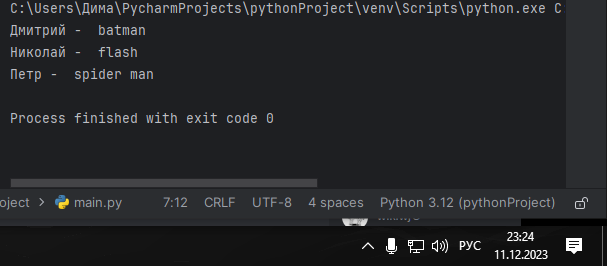 C:\Users\Дима\PycharmProjects\pythonProject\venv\Scripts\python.exe C
Дмитрий -  batman
Николай -  flash
Петр -  spider man
Process finished with exit code 0
oject > main.py 7:12 CRLF UTF-8 4 spaces Python 3.12 (pythonProject)
РУС 23:24
11.12.2023